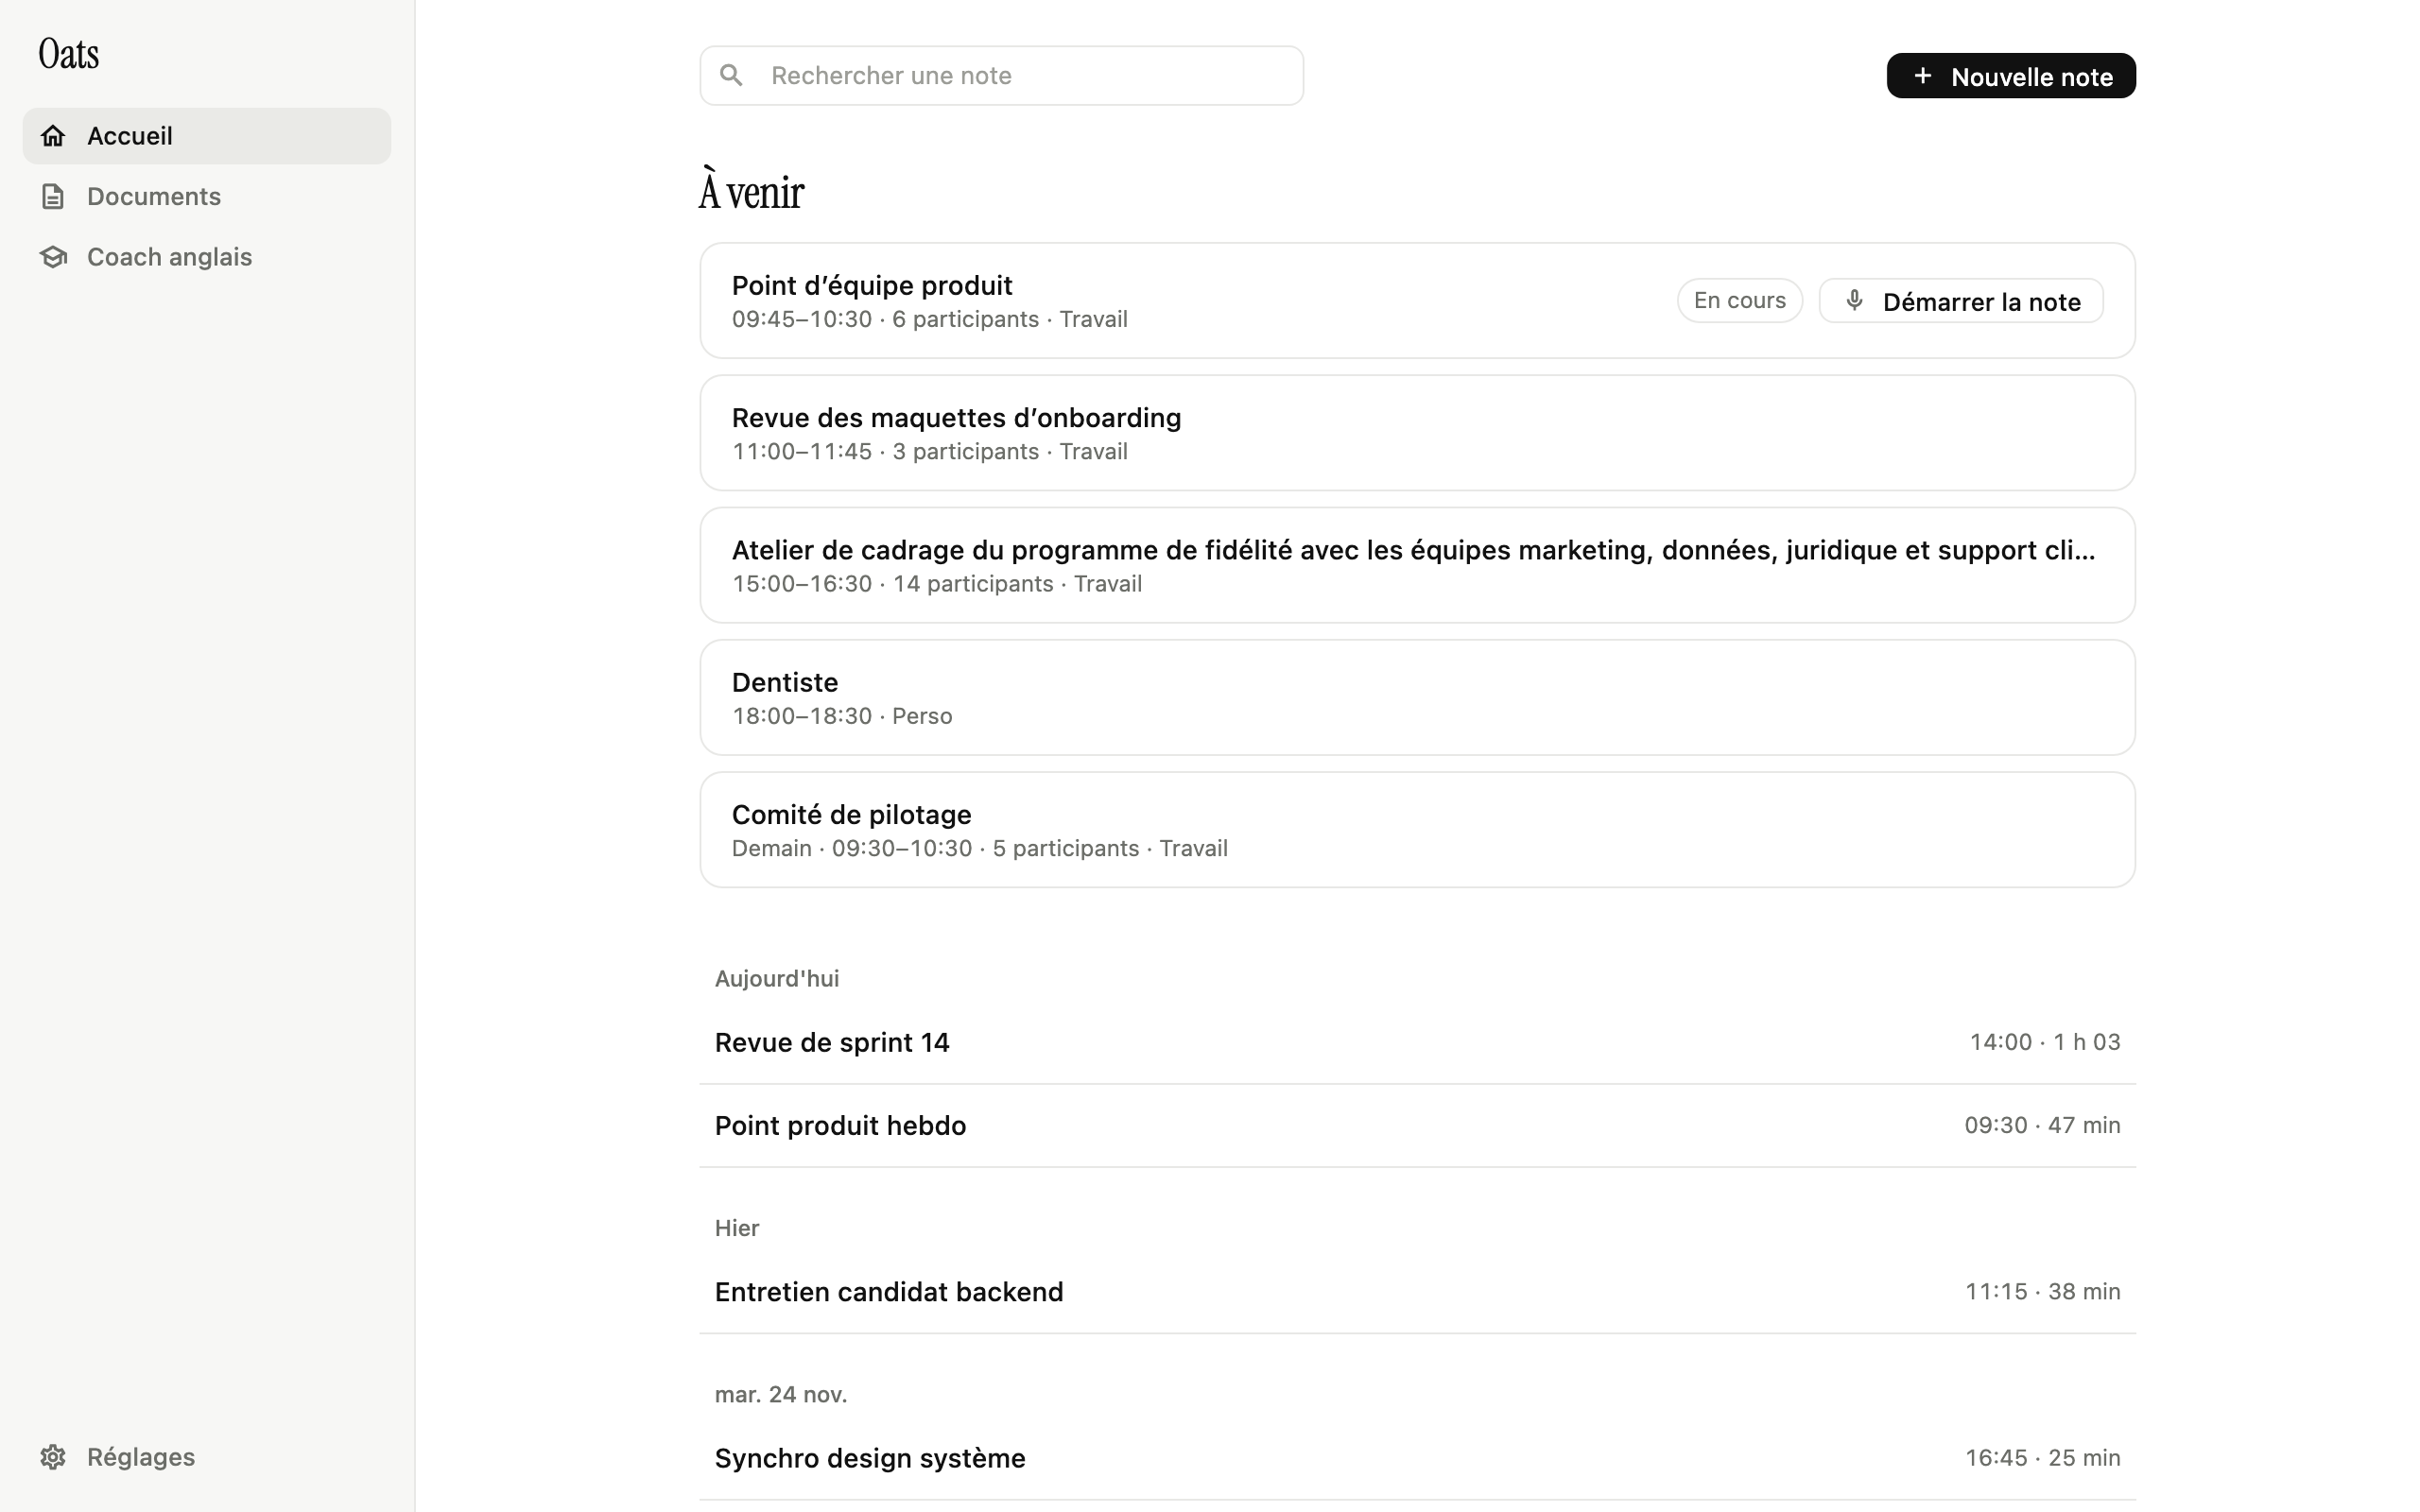 Oats
Accueil
Documents
Coach anglais
Réglages
Rechercher une note
Nouvelle note
À venir
Point d’équipe produit
09:45–10:30 · 6 participants · Travail
En cours
Démarrer la note
Revue des maquettes d’onboarding
11:00–11:45 · 3 participants · Travail
Atelier de cadrage du programme de fidélité avec les équipes marketing, données, juridique et support cli…
15:00–16:30 · 14 participants · Travail
Dentiste
18:00–18:30 · Perso
Comité de pilotage
Demain · 09:30–10:30 · 5 participants · Travail
Aujourd'hui
Revue de sprint 14
14:00 · 1 h 03
Point produit hebdo
09:30 · 47 min
Hier
Entretien candidat backend
11:15 · 38 min
mar. 24 nov.
Synchro design système
16:45 · 25 min